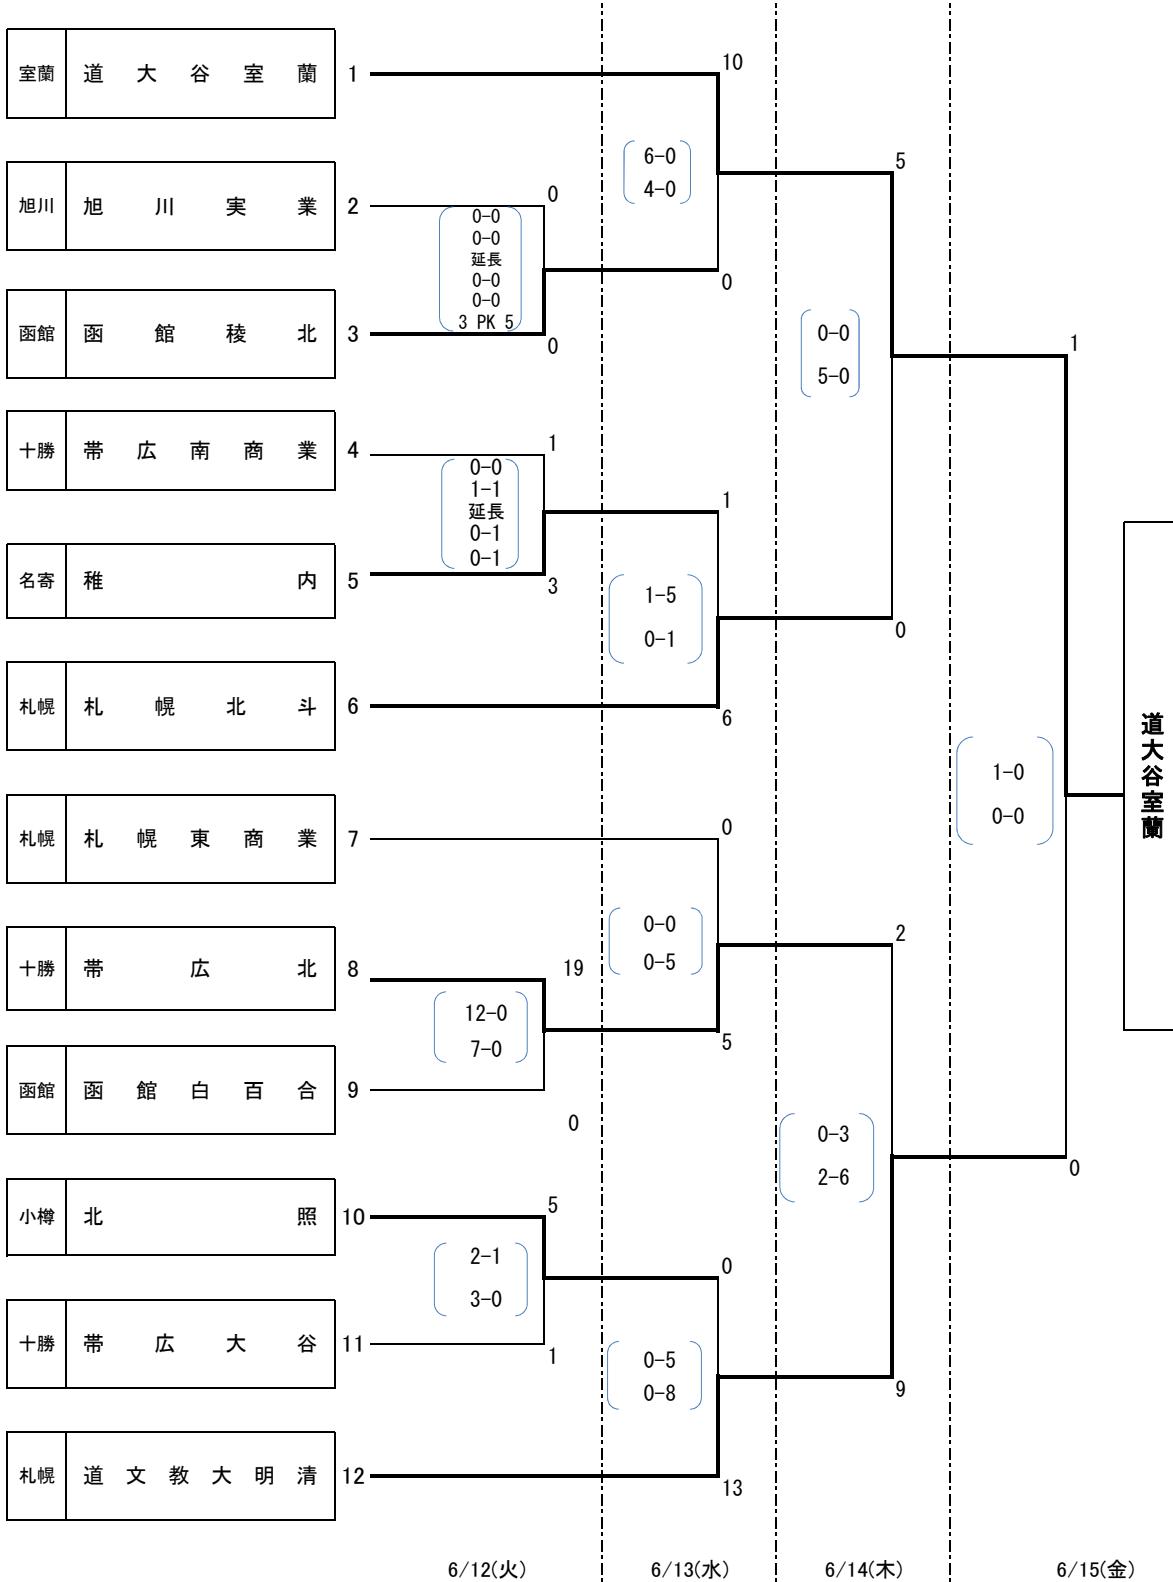 室蘭 道大谷室蘭 1
10
6-0
4-0
5
旭川 旭川実業 2
0
0-0
0-0
延長
0-0
0-0
3 PK 5
0
函館 函館稜北 3
0
0-0
5-0
1
十勝 帯広南商業 4
1
0-0
1-1
延長
0-1
0-1
1
名寄 稚内 5
3
1-5
0-1
0
札幌 札幌北斗 6
6
道大谷室蘭
1-0
0-0
札幌 札幌東商業 7
0
0-0
0-5
2
十勝 帯広北 8
19
12-0
7-0
5
函館 函館白百合 9
0
0-3
2-6
0
小樽 北照 10
5
2-1
3-0
0
十勝 帯広大谷 11
1
0-5
0-8
9
札幌 道文教大明清 12
13
6/12(火) 6/13(水) 6/14(木) 6/15(金)